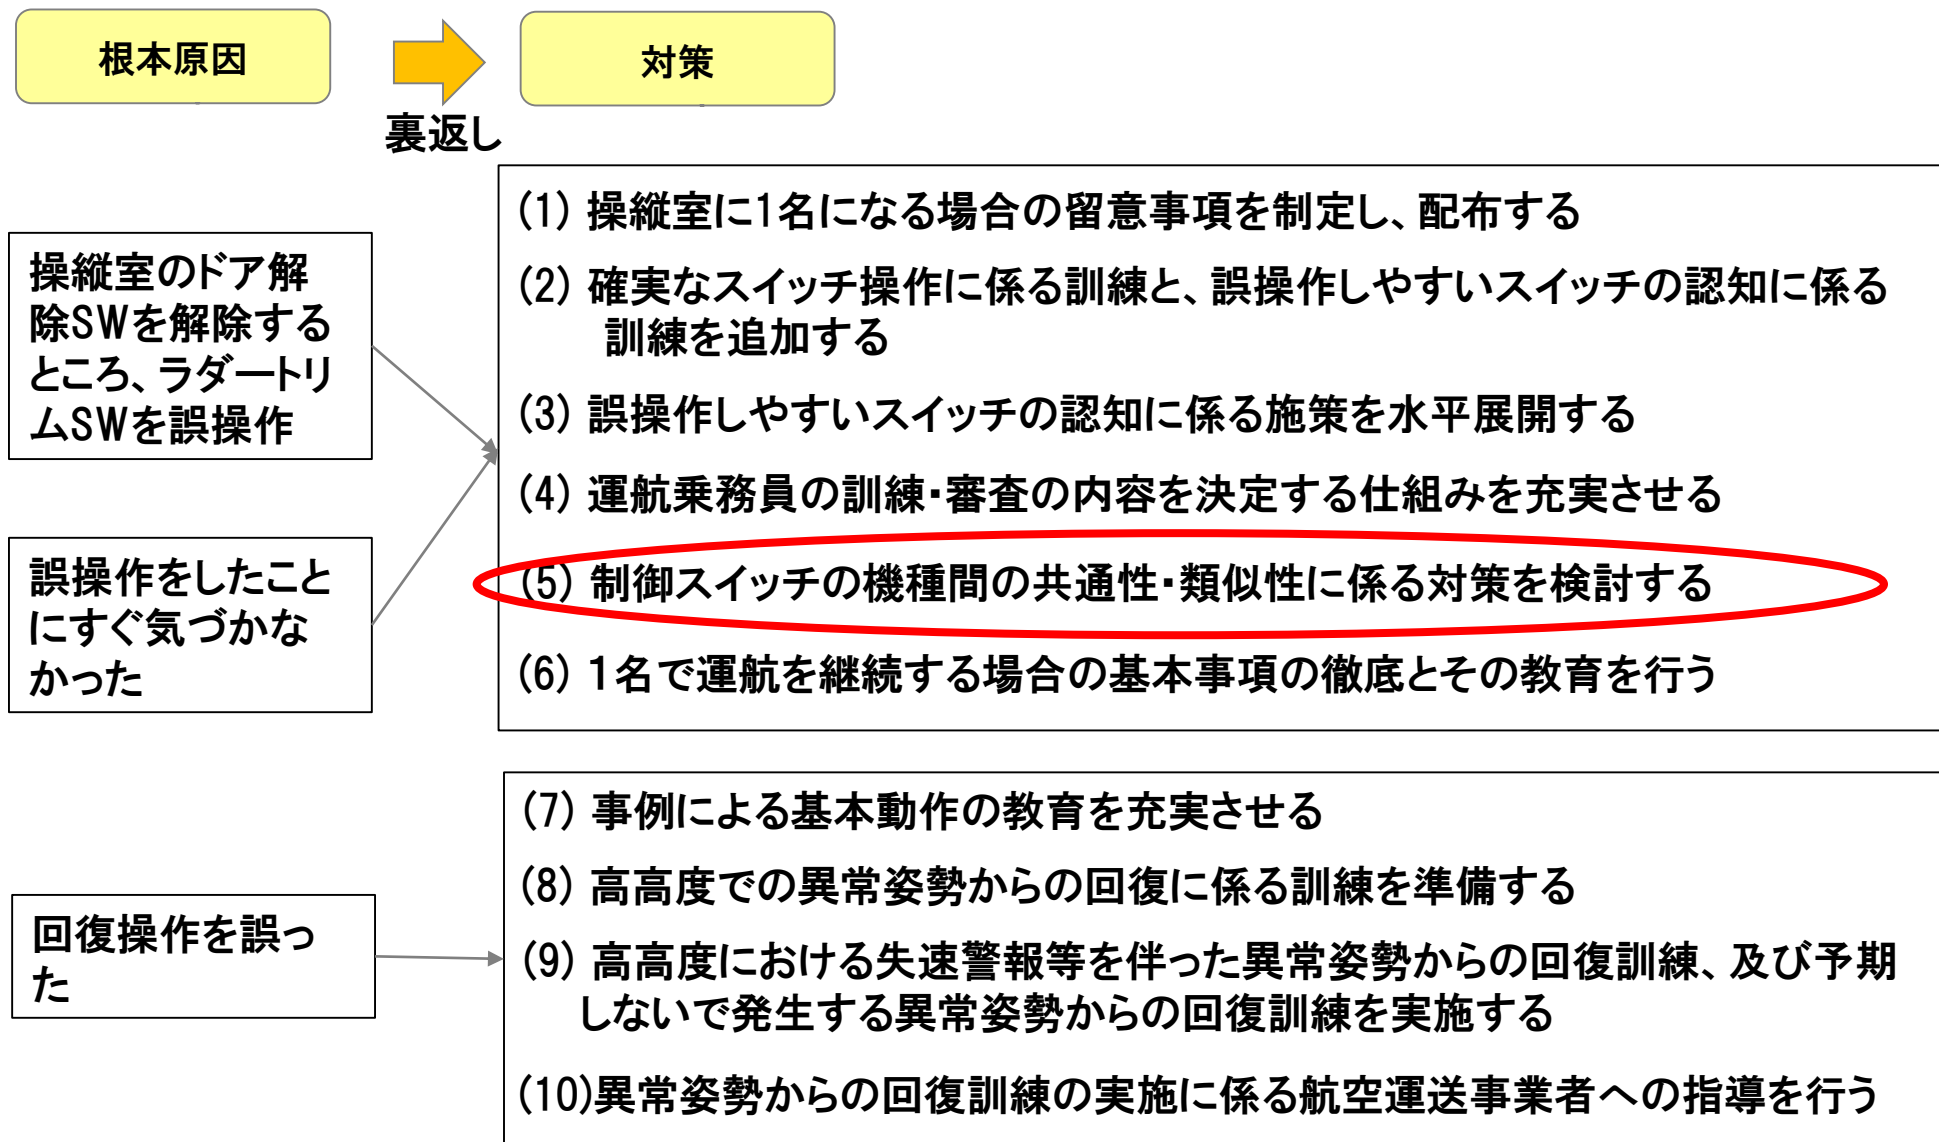 根本原因
対策
裏返し
操縦室のドア解
除SWを解除する
ところ、ラダートリ
ムSWを誤操作
誤操作をしたこと
にすぐ気づかな
かった
(1) 操縦室に1名になる場合の留意事項を制定し、配布する
(2) 確実なスイッチ操作に係る訓練と、誤操作しやすいスイッチの認知に係る
訓練を追加する
(3) 誤操作しやすいスイッチの認知に係る施策を水平展開する
(4) 運航乗務員の訓練・審査の内容を決定する仕組みを充実させる
(5) 制御スイッチの機種間の共通性・類似性に係る対策を検討する
(6) 1名で運航を継続する場合の基本事項の徹底とその教育を行う
回復操作を誤っ
た
(7) 事例による基本動作の教育を充実させる
(8) 高高度での異常姿勢からの回復に係る訓練を準備する
(9) 高高度における失速警報等を伴った異常姿勢からの回復訓練、及び予期
しないで発生する異常姿勢からの回復訓練を実施する
(10)異常姿勢からの回復訓練の実施に係る航空運送事業者への指導を行う